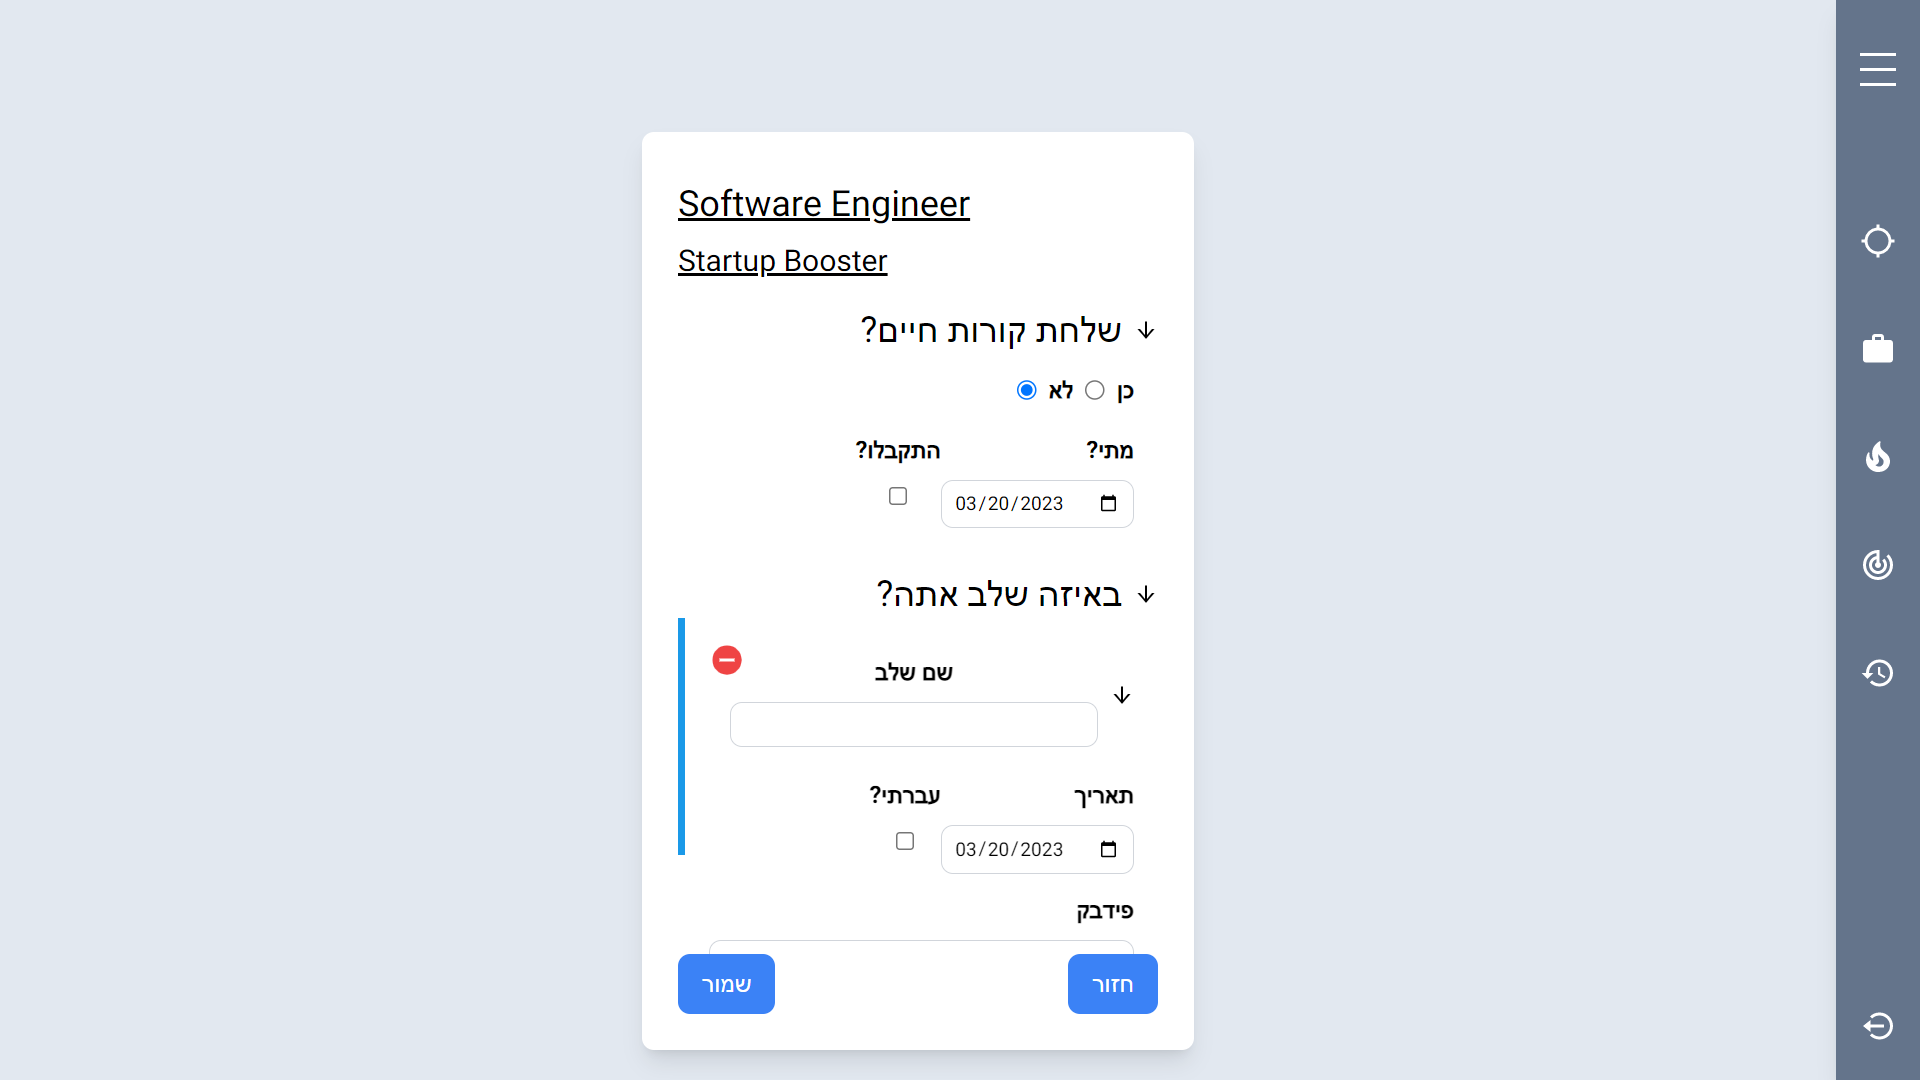 Software Engineer
Startup Booster
שלחת קורות חיים?
כן לא
מתי? התקבלו?
03/20/2023
באיזה שלב אתה?
שם שלב
תאריך עברתי?
03/20/2023
פידבק
חזור שמור